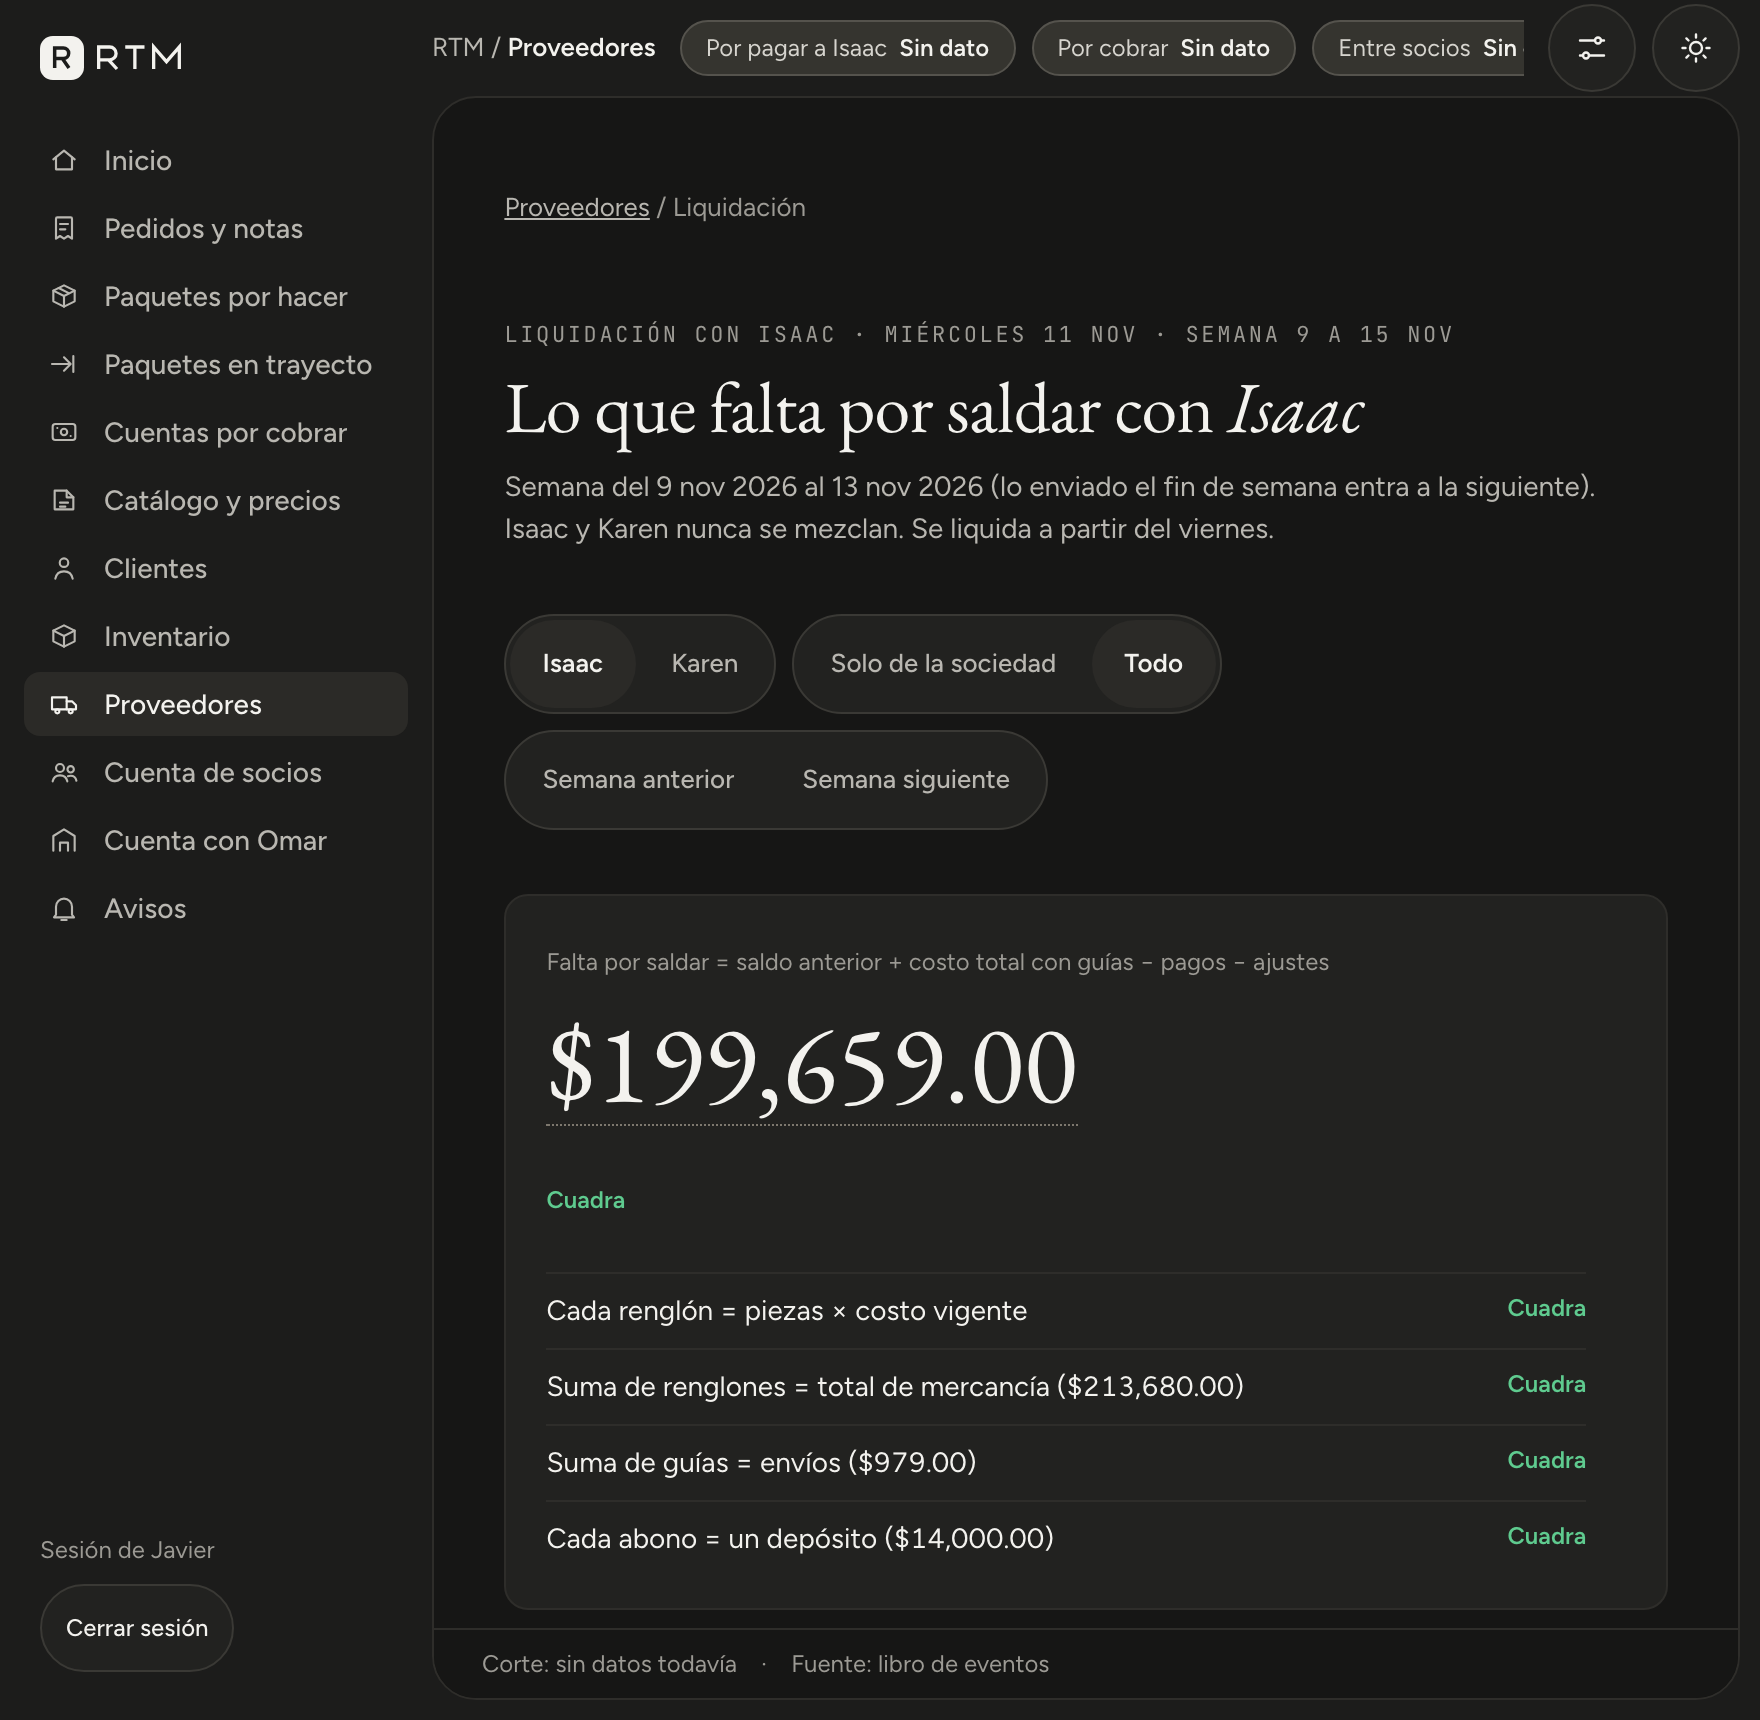 R RTM
RTM / Proveedores
Por pagar a Isaac Sin dato
Por cobrar Sin dato
Entre socios Sin
Inicio
Pedidos y notas
Paquetes por hacer
Paquetes en trayecto
Cuentas por cobrar
Catálogo y precios
Clientes
Inventario
Proveedores
Cuenta de socios
Cuenta con Omar
Avisos
Sesión de Javier
Cerrar sesión
Proveedores / Liquidación
LIQUIDACIÓN CON ISAAC · MIÉRCOLES 11 NOV · SEMANA 9 A 15 NOV
Lo que falta por saldar con Isaac
Semana del 9 nov 2026 al 13 nov 2026 (lo enviado el fin de semana entra a la siguiente).
Isaac y Karen nunca se mezclan. Se liquida a partir del viernes.
Isaac Karen
Solo de la sociedad Todo
Semana anterior Semana siguiente
Falta por saldar = saldo anterior + costo total con guías − pagos − ajustes
$199,659.00
Cuadra
Cada renglón = piezas × costo vigente Cuadra
Suma de renglones = total de mercancía ($213,680.00) Cuadra
Suma de guías = envíos ($979.00) Cuadra
Cada abono = un depósito ($14,000.00) Cuadra
Corte: sin datos todavía · Fuente: libro de eventos